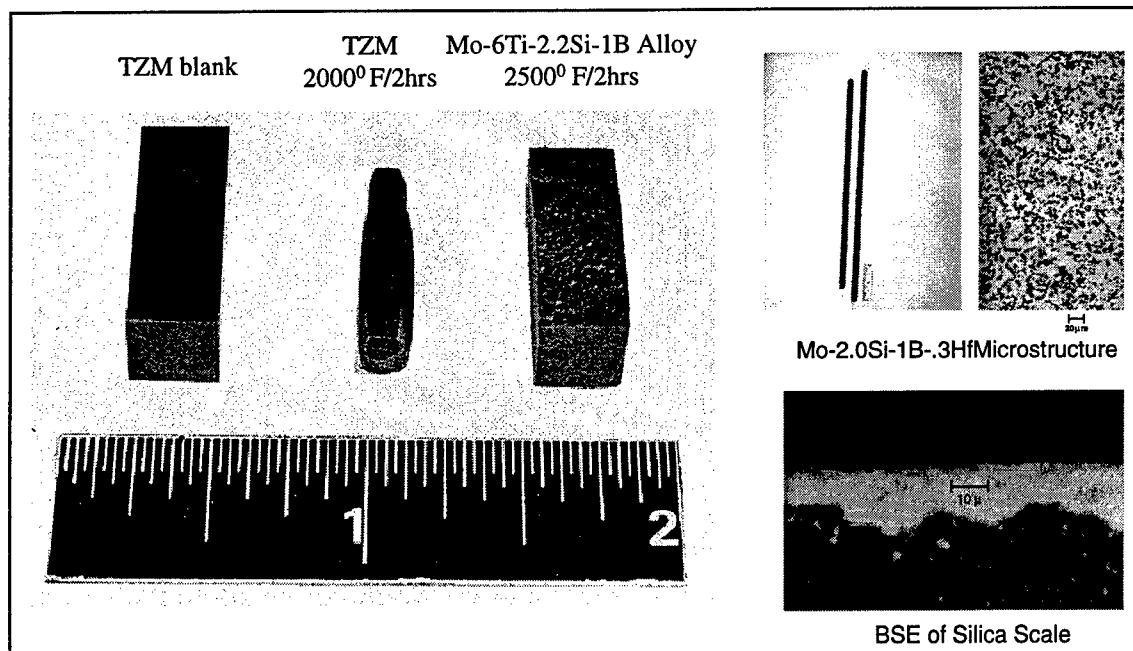 TZM blank
TZM
2000⁰ F/2hrs
Mo-6Ti-2.2Si-1B Alloy
2500⁰ F/2hrs
1
2
20µm
Mo-2.0Si-1B-.3HfMicrostructure
10 µ
BSE of Silica Scale